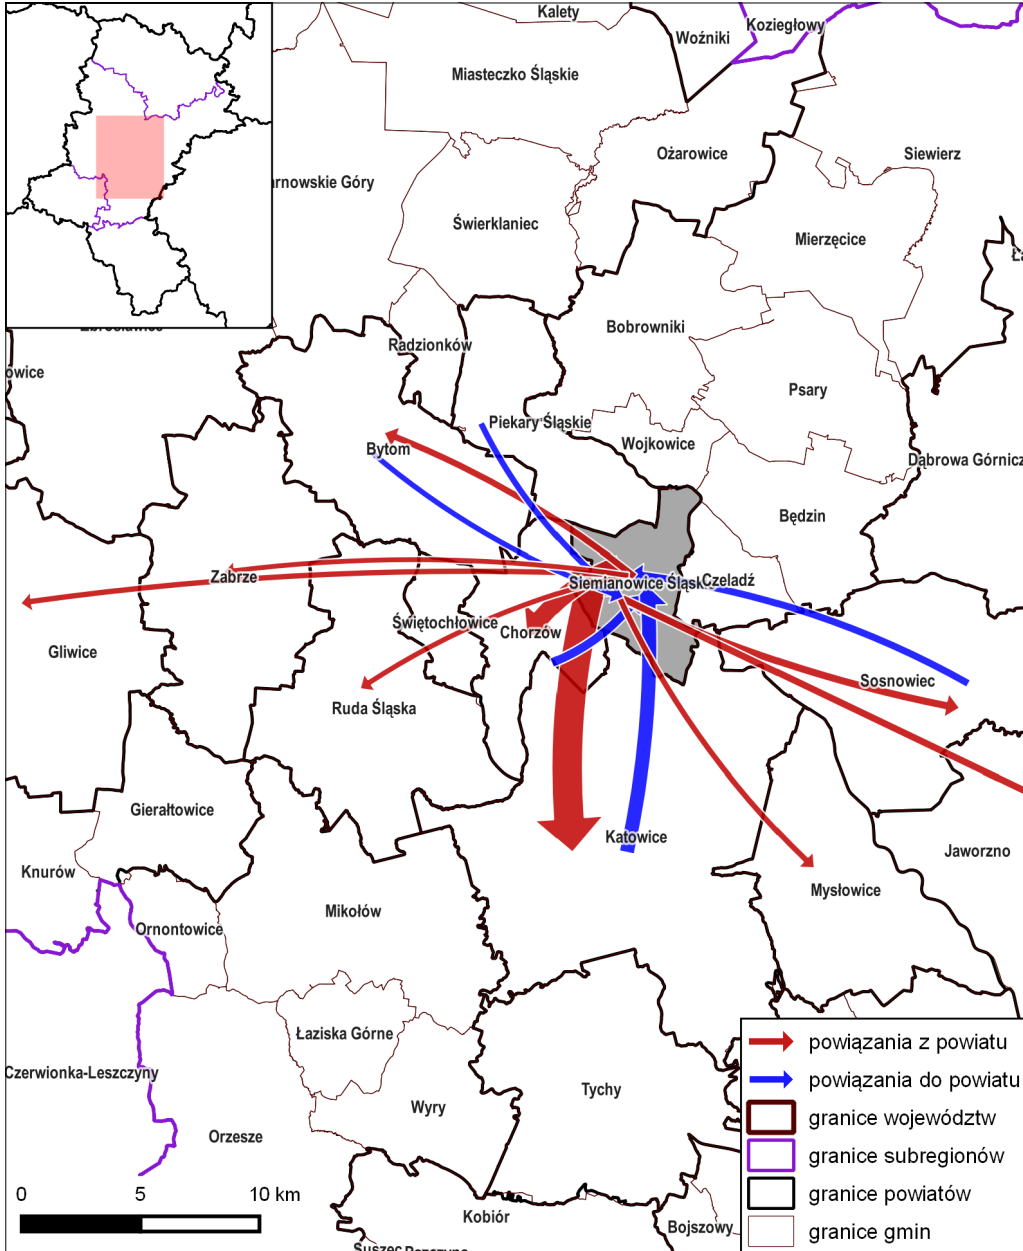 Kalety
Koziegłowy
Woźniki
Miasteczko Śląskie
Ożarowice
Siewierz
rnowskie Góry
Świerklaniec
Mierzęcice
Bobrowniki
Radzionków
owice
Psary
Piekary Śląskie
Wojkowice
Bytom
Dąbrowa Górnicz
Będzin
Zabrze
Siemianowice Śląskie
Czeladź
Świętochłowice
Chorzów
Gliwice
Sosnowiec
Ruda Śląska
Gierałtowice
Katowice
Jaworzno
Knurów
Mysłowice
Mikołów
Ornontowice
Łaziska Górne
Czerwionka-Leszczyny
Tychy
Wyry
Orzesze
Kobiór
Bojszowy
powiązania z powiatu
powiązania do powiatu
granice województw
granice subregionów
granice powiatów
granice gmin
0 5 10 km